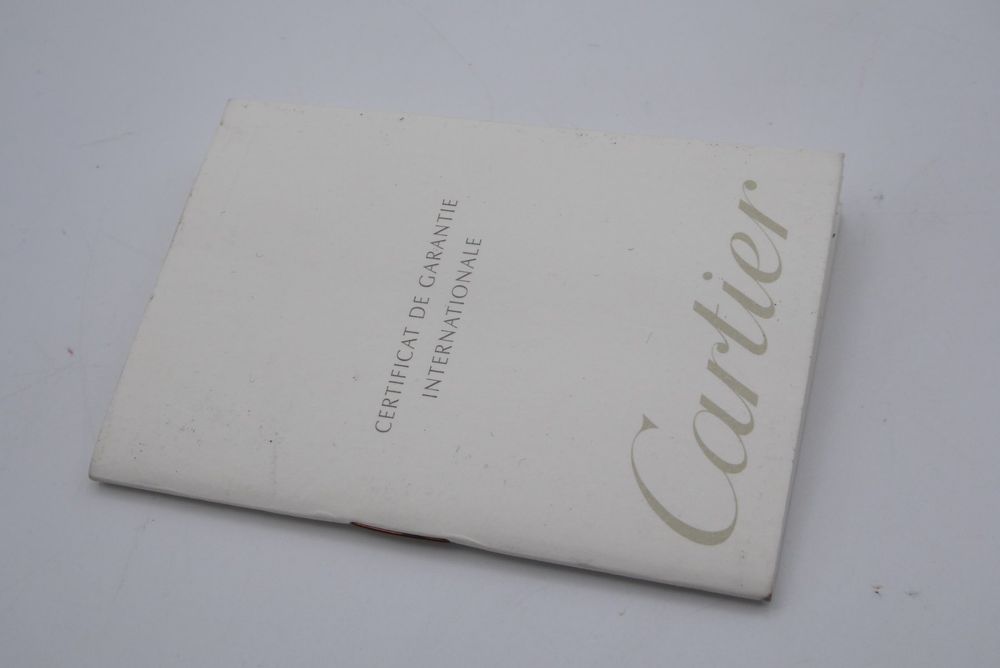 CERTIFICAT DE GARANTIE
INTERNATIONALE
Cartier